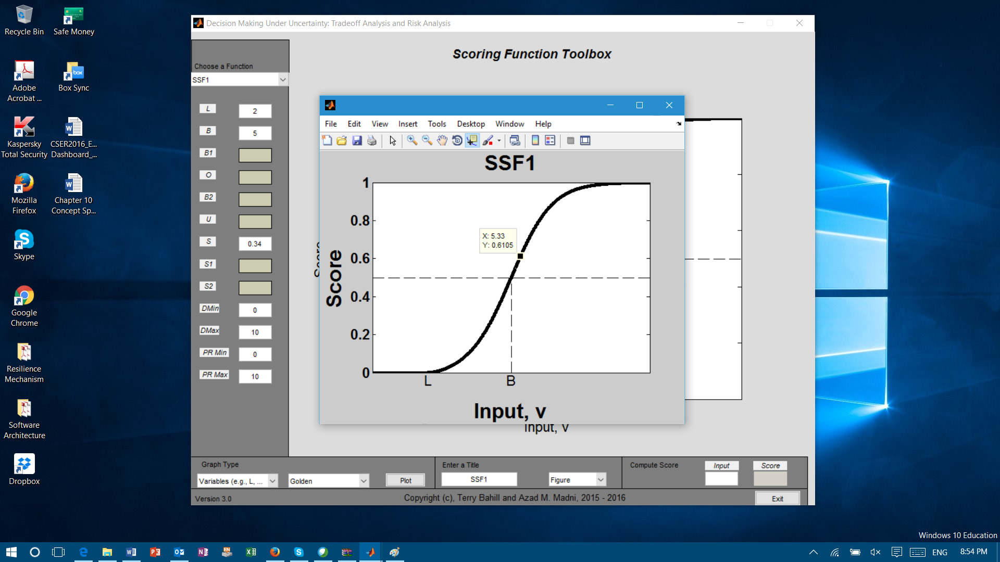 Recycle Bin
Safe Money
Adobe
Acrobat ...
Box Sync
Kaspersky
Total Security
CSER2016_E...
Dashboard_...
Mozilla
Firefox
Chapter 10
Concept Sp...
Skype
Google
Chrome
Resilience
Mechanism
Software
Architecture
Dropbox
Decision Making Under Uncertainty: Tradeoff Analysis and Risk Analysis
Scoring Function Toolbox
Choose a Function
SSF1
L 2
B 5
B1
O
B2
U
S 0.34
S1
S2
DMin 0
DMax 10
PR Min 0
PR Max 10
File Edit View Insert Tools Desktop Window Help
SSF1
1
0.8
0.6
0.4
0.2
0
X: 5.33
Y: 0.6105
Score
Score
L B
Input, v
Input, v
Graph Type
Variables (e.g., L, ...
Golden
Plot
Enter a Title
SSF1
Figure
Compute Score
Input
Score
Version 3.0
Copyright (c), Terry Bahill and Azad M. Madni, 2015 - 2016
Exit
Windows 10 Education
ENG
8:54 PM